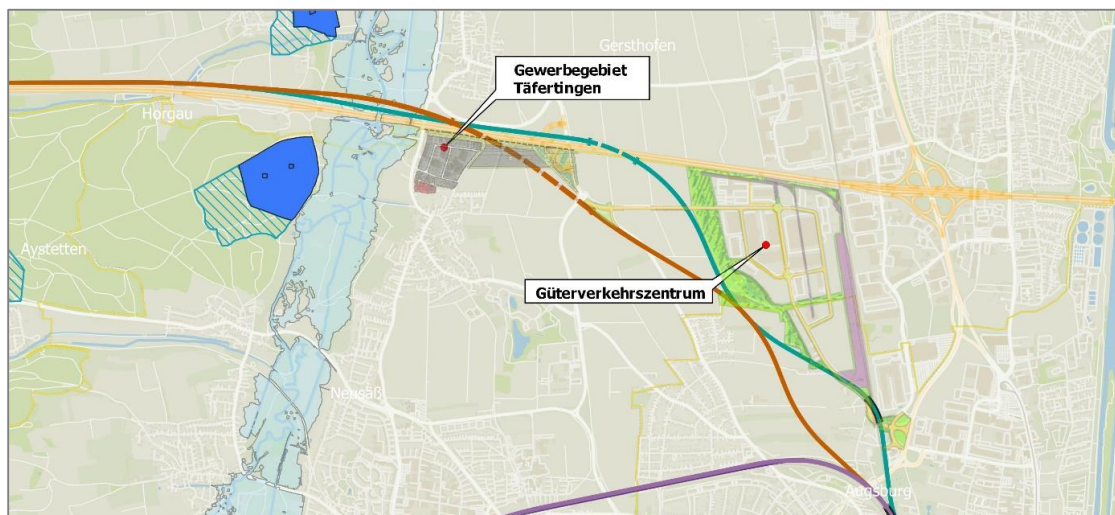 Gersthofen
Gewerbegebiet
Täfertingen
Horgau
Aystetten
Güterverkehrszentrum
Neusäß
Augsburg